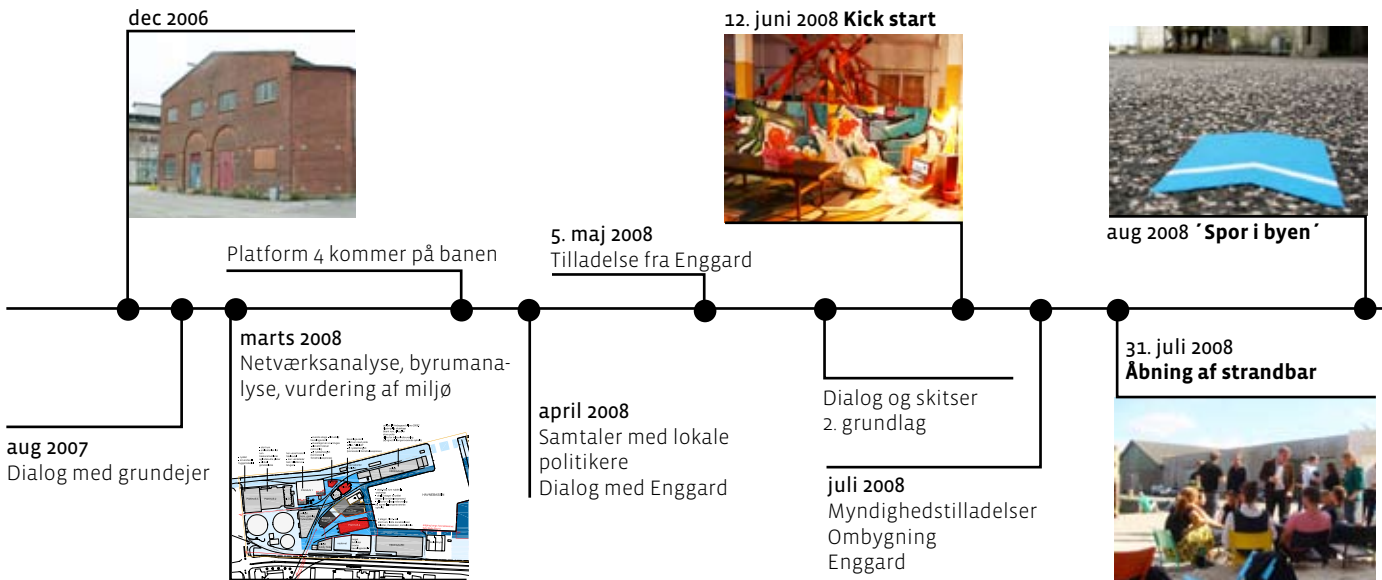 dec 2006
12. juni 2008 Kick start
aug 2008 ´Spor i byen´
Platform 4 kommer på banen
5. maj 2008
Tilladelse fra Enggard
aug 2007
Dialog med grundejer
marts 2008
Netværksanalyse, byrumana-
lyse, vurdering af miljø
april 2008
Samtaler med lokale
politikere
Dialog med Enggard
Dialog og skitser
2. grundlag
juli 2008
Myndighedstilladelser
Ombygning
Enggard
31. juli 2008
Åbning af strandbar